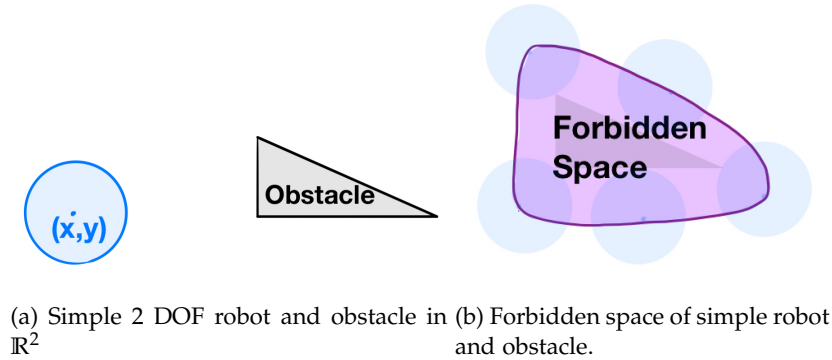 Forbidden
Space
Obstacle
(x,y)
(a) Simple 2 DOF robot and obstacle in
ℝ²
(b) Forbidden space of simple robot
and obstacle.